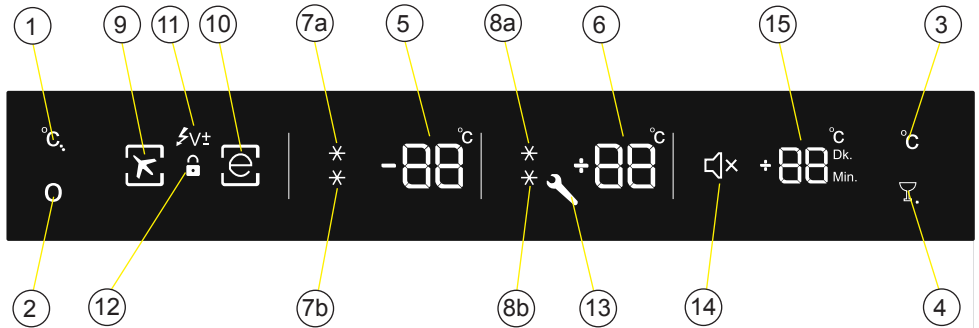 1 9 11 10 7a 5 8a 6 15 3
°C V± °C °C °C °C
e -88 +88 +88 Dk.
O Min.
2 12 7b 8b 13 14 4